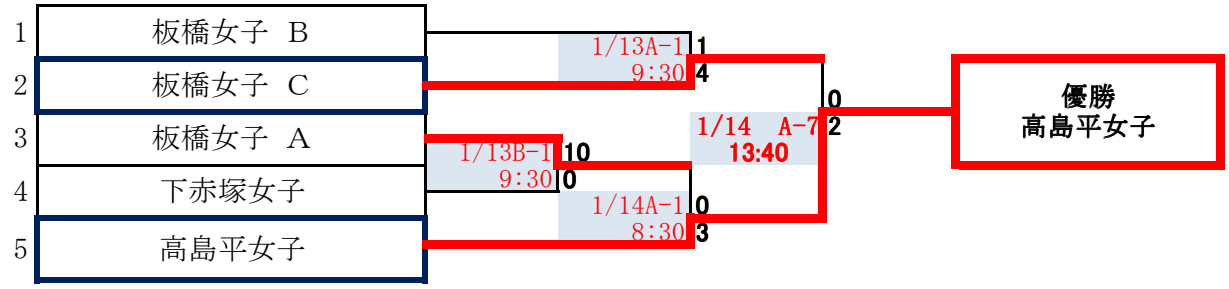 1 板橋女子 B
1/13A-1 1
9:30 4
2 板橋女子 C
優勝
高島平女子
0
3 板橋女子 A
1/14 A-7 2
13:40
1/13B-1 10
9:30 0
4 下赤塚女子
1/14A-1 0
8:30 3
5 高島平女子